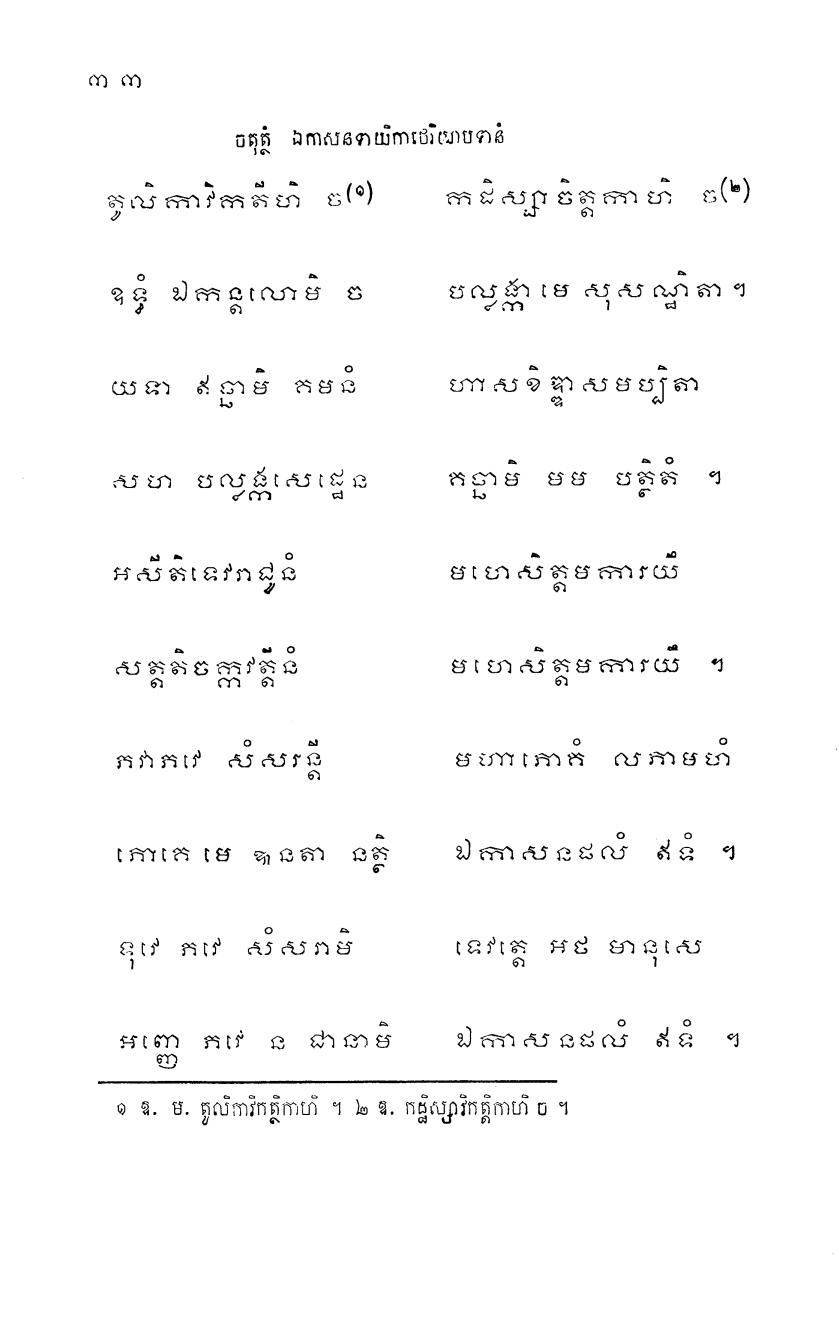 ៣ ៣
ចតុត្ថំ ឯកាសនទាយិកាថេរិយាបទានំ
តូលិកាវិកតីហិ ច(១) កដិស្សាចិត្តកាហិ ច(២)
ឧទ្ធំ ឯកន្តលោមិ ច បល្លង្កា មេ សុសណ្ឋិតា ។
យទា ឥច្ឆាមិ គមនំ ហាសខិឌ្ឌាសមប្បិតា
សហ បល្លង្កសេដ្ឋេន គច្ឆាមិ មម បត្ថិតំ ។
អសីតិទេវរាជូនំ មហេសិត្តមការយឹ
សត្តតិចក្កវត្តីនំ មហេសិត្តមការយឹ ។
ភវាភវេ សំសរន្តី មហាភោគំ លភាមហំ
ភោគេ មេ ឩនតា នត្ថិ ឯកាសនផលំ ឥទំ ។
ទុវេ ភវេ សំសរាមិ ទេវត្តេ អថ មានុសេ
អញ្ញេ ភវេ ន ជានាមិ ឯកាសនផលំ ឥទំ ។
១ ឱ. ម. តូលិកាវិកត្ថិកាហិ ។ ២ ឱ. កដ្ឋិស្សាវិកត្តិកាហិ ច ។